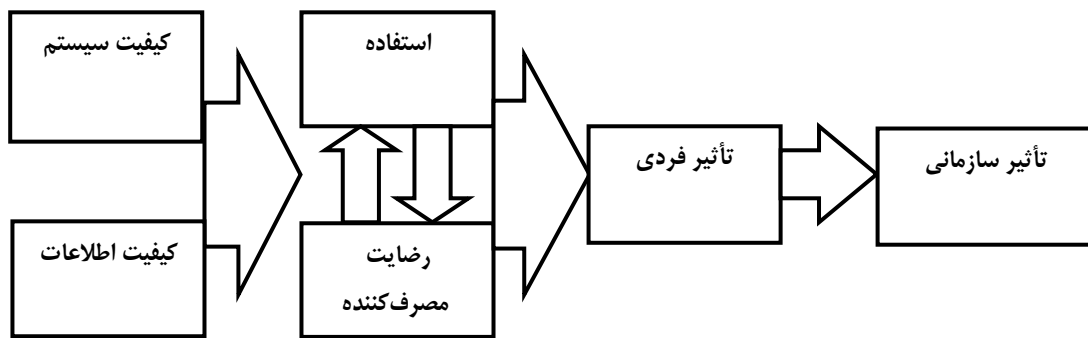 کیفیت سیستم
کیفیت اطلاعات
استفاده
رضایت
مصرف‌کننده
تأثیر فردی
تأثیر سازمانی